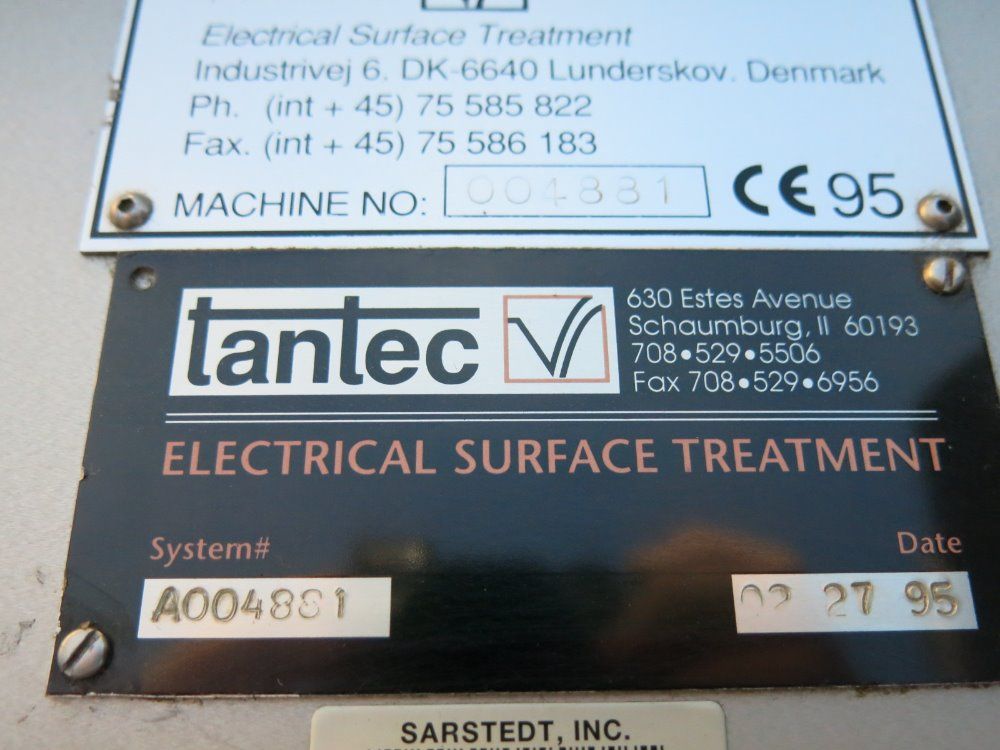 Electrical Surface Treatment
Industrivej 6. DK-6640 Lunderskov. Denmark
Ph. (int + 45) 75 585 822
Fax. (int + 45) 75 586 183
MACHINE NO: 004881 CE 95
tantec
630 Estes Avenue
Schaumburg, Il 60193
708•529•5506
Fax 708•529•6956
ELECTRICAL SURFACE TREATMENT
System# Date
A004881 02 27 95
SARSTEDT, INC.